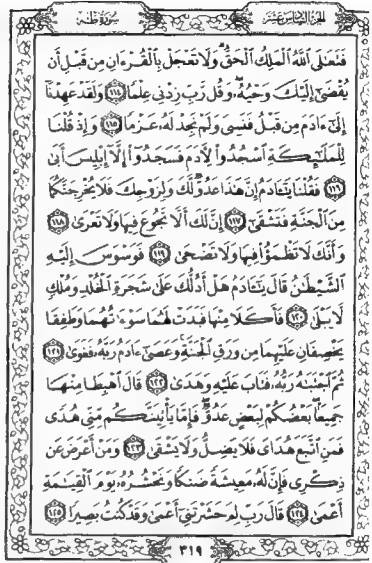 الجزء السادس عشر
سورة طه
فَتَعَٰلَى ٱللَّهُ ٱلْمَلِكُ ٱلْحَقُّ ۗ وَلَا تَعْجَلْ بِٱلْقُرْءَانِ مِن قَبْلِ أَن
يُقْضَىٰٓ إِلَيْكَ وَحْيُهُۥ ۖ وَقُل رَّبِّ زِدْنِى عِلْمًا ١١٤ وَلَقَدْ عَهِدْنَآ
إِلَىٰٓ ءَادَمَ مِن قَبْلُ فَنَسِىَ وَلَمْ نَجِدْ لَهُۥ عَزْمًا ١١٥ وَإِذْ قُلْنَا
لِلْمَلَٰٓئِكَةِ ٱسْجُدُوا۟ لِءَادَمَ فَسَجَدُوٓا۟ إِلَّآ إِبْلِيسَ أَبَىٰ
١١٦ فَقُلْنَا يَٰٓـَٔادَمُ إِنَّ هَٰذَا عَدُوٌّ لَّكَ وَلِزَوْجِكَ فَلَا يُخْرِجَنَّكُمَا
مِنَ ٱلْجَنَّةِ فَتَشْقَىٰٓ ١١٧ إِنَّ لَكَ أَلَّا تَجُوعَ فِيهَا وَلَا تَعْرَىٰ ١١٨
وَأَنَّكَ لَا تَظْمَؤُا۟ فِيهَا وَلَا تَضْحَىٰ ١١٩ فَوَسْوَسَ إِلَيْهِ
ٱلشَّيْطَٰنُ قَالَ يَٰٓـَٔادَمُ هَلْ أَدُلُّكَ عَلَىٰ شَجَرَةِ ٱلْخُلْدِ وَمُلْكٍ
لَّا يَبْلَىٰ ١٢٠ فَأَكَلَا مِنْهَا فَبَدَتْ لَهُمَا سَوْءَٰتُهُمَا وَطَفِقَا
يَخْصِفَانِ عَلَيْهِمَا مِن وَرَقِ ٱلْجَنَّةِ ۚ وَعَصَىٰٓ ءَادَمُ رَبَّهُۥ فَغَوَىٰ ١٢١
ثُمَّ ٱجْتَبَٰهُ رَبُّهُۥ فَتَابَ عَلَيْهِ وَهَدَىٰ ١٢٢ قَالَ ٱهْبِطَا مِنْهَا
جَمِيعًۢا ۖ بَعْضُكُمْ لِبَعْضٍ عَدُوٌّ ۖ فَإِمَّا يَأْتِيَنَّكُم مِّنِّى هُدًى
فَمَنِ ٱتَّبَعَ هُدَاىَ فَلَا يَضِلُّ وَلَا يَشْقَىٰ ١٢٣ وَمَنْ أَعْرَضَ عَن
ذِكْرِى فَإِنَّ لَهُۥ مَعِيشَةً ضَنكًا وَنَحْشُرُهُۥ يَوْمَ ٱلْقِيَٰمَةِ
أَعْمَىٰ ١٢٤ قَالَ رَبِّ لِمَ حَشَرْتَنِىٓ أَعْمَىٰ وَقَدْ كُنتُ بَصِيرًا ١٢٥
٣١٩